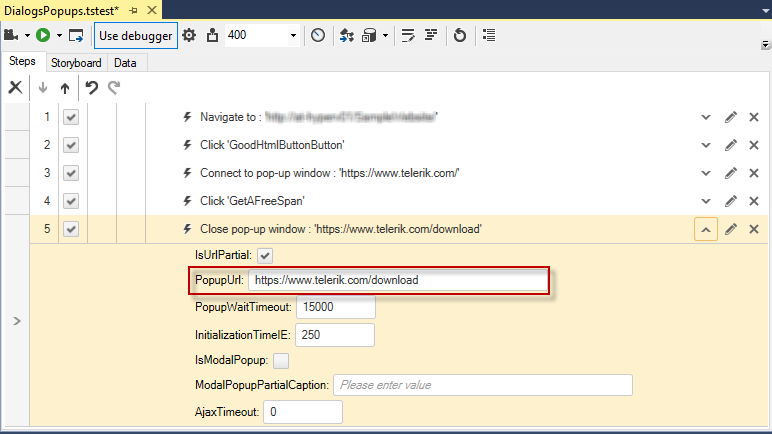 DialogsPopups.tstest*
Use debugger 400
Steps Storyboard Data
1 Navigate to :
2 Click 'GoodHtmlButtonButton'
3 Connect to pop-up window : 'https://www.telerik.com/'
4 Click 'GetAFreeSpan'
5 Close pop-up window : 'https://www.telerik.com/download'
IsUrlPartial:
PopupUrl: https://www.telerik.com/download
PopupWaitTimeout: 15000
InitializationTimeIE: 250
IsModalPopup:
ModalPopupPartialCaption: Please enter value
AjaxTimeout: 0